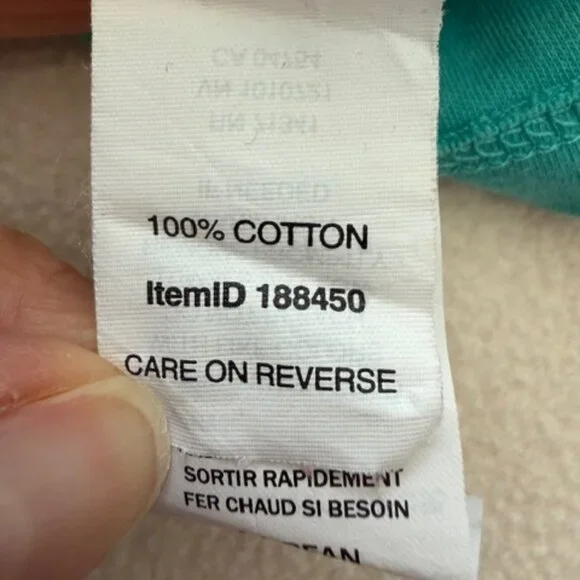 100% COTTON
ItemID 188450
CARE ON REVERSE
SORTIR RAPIDEMENT
FER CHAUD SI BESOIN